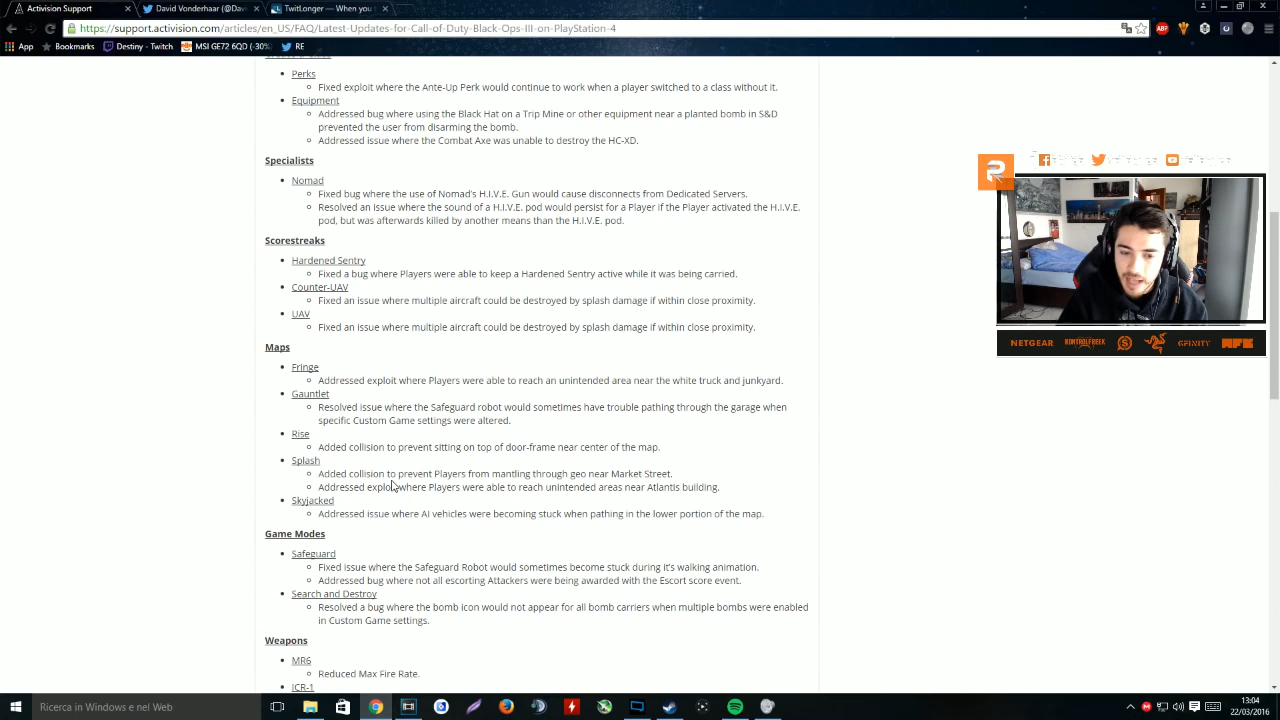 Activision Support
David Vonderhaar (@Dav
TwitLonger — When you t
https://support.activision.com/articles/en_US/FAQ/Latest-Updates-for-Call-of-Duty-Black-Ops-III-on-PlayStation-4
App
Bookmarks
Destiny - Twitch
MSI GE72 6QD (-30%)
RE
Perks
Fixed exploit where the Ante-Up Perk would continue to work when a player switched to a class without it.
Equipment
Addressed bug where using the Black Hat on a Trip Mine or other equipment near a planted bomb in S&D
prevented the user from disarming the bomb.
Addressed issue where the Combat Axe was unable to destroy the HC-XD.
Specialists
Nomad
Fixed bug where the use of Nomad's H.I.V.E. Gun would cause disconnects from Dedicated Servers.
Resolved an issue where the sound of a H.I.V.E. pod would persist for a Player if the Player activated the H.I.V.E.
pod, but was afterwards killed by another means than the H.I.V.E. pod.
Scorestreaks
Hardened Sentry
Fixed a bug where Players were able to keep a Hardened Sentry active while it was being carried.
Counter-UAV
Fixed an issue where multiple aircraft could be destroyed by splash damage if within close proximity.
UAV
Fixed an issue where multiple aircraft could be destroyed by splash damage if within close proximity.
Maps
Fringe
Addressed exploit where Players were able to reach an unintended area near the white truck and junkyard.
Gauntlet
Resolved issue where the Safeguard robot would sometimes have trouble pathing through the garage when
specific Custom Game settings were altered.
Rise
Added collision to prevent sitting on top of door-frame near center of the map.
Splash
Added collision to prevent Players from mantling through geo near Market Street.
Addressed exploit where Players were able to reach unintended areas near Atlantis building.
Skyjacked
Addressed issue where AI vehicles were becoming stuck when pathing in the lower portion of the map.
Game Modes
Safeguard
Fixed issue where the Safeguard Robot would sometimes become stuck during it's walking animation.
Addressed bug where not all escorting Attackers were being awarded with the Escort score event.
Search and Destroy
Resolved a bug where the bomb icon would not appear for all bomb carriers when multiple bombs were enabled
in Custom Game settings.
Weapons
MR6
Reduced Max Fire Rate.
ICR-1
NETGEAR
KONTROLFREEK
GFINITY
Ricerca in Windows e nel Web
13:04
22/03/2016